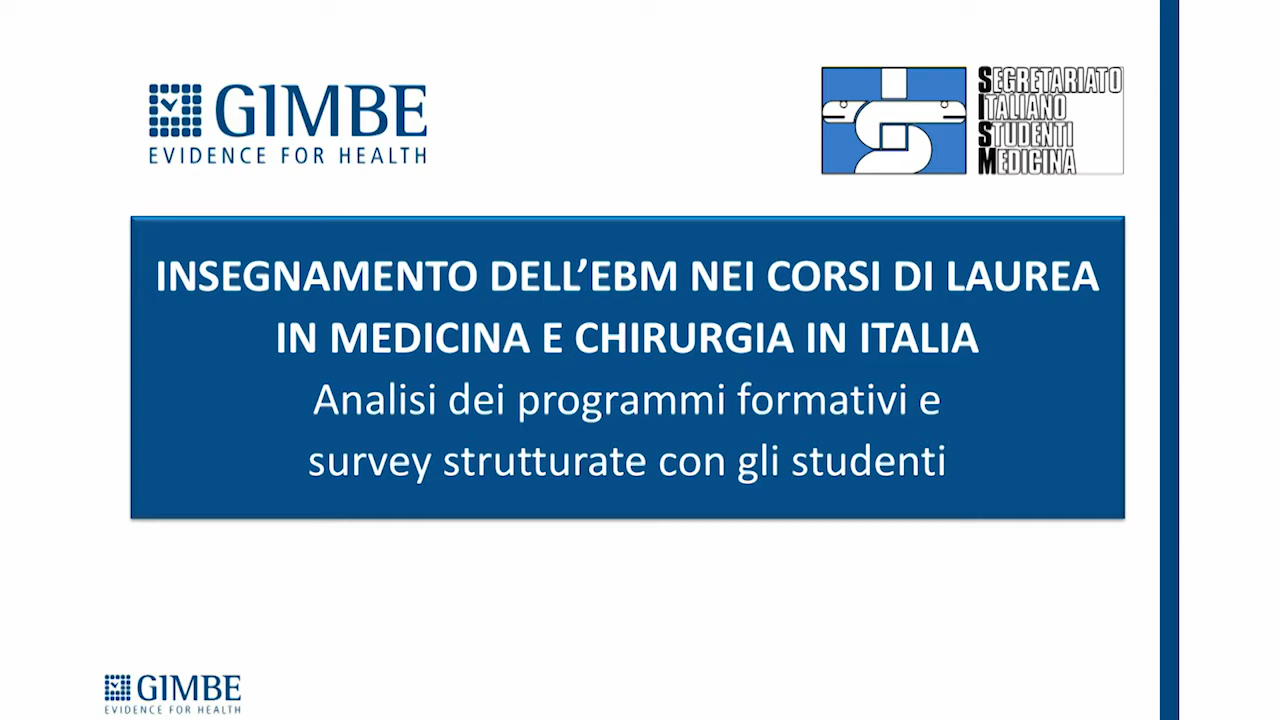 GIMBE
EVIDENCE FOR HEALTH
SEGRETARIATO
ITALIANO
STUDENTI
MEDICINA
INSEGNAMENTO DELL’EBM NEI CORSI DI LAUREA
IN MEDICINA E CHIRURGIA IN ITALIA
Analisi dei programmi formativi e
survey strutturate con gli studenti
GIMBE
EVIDENCE FOR HEALTH